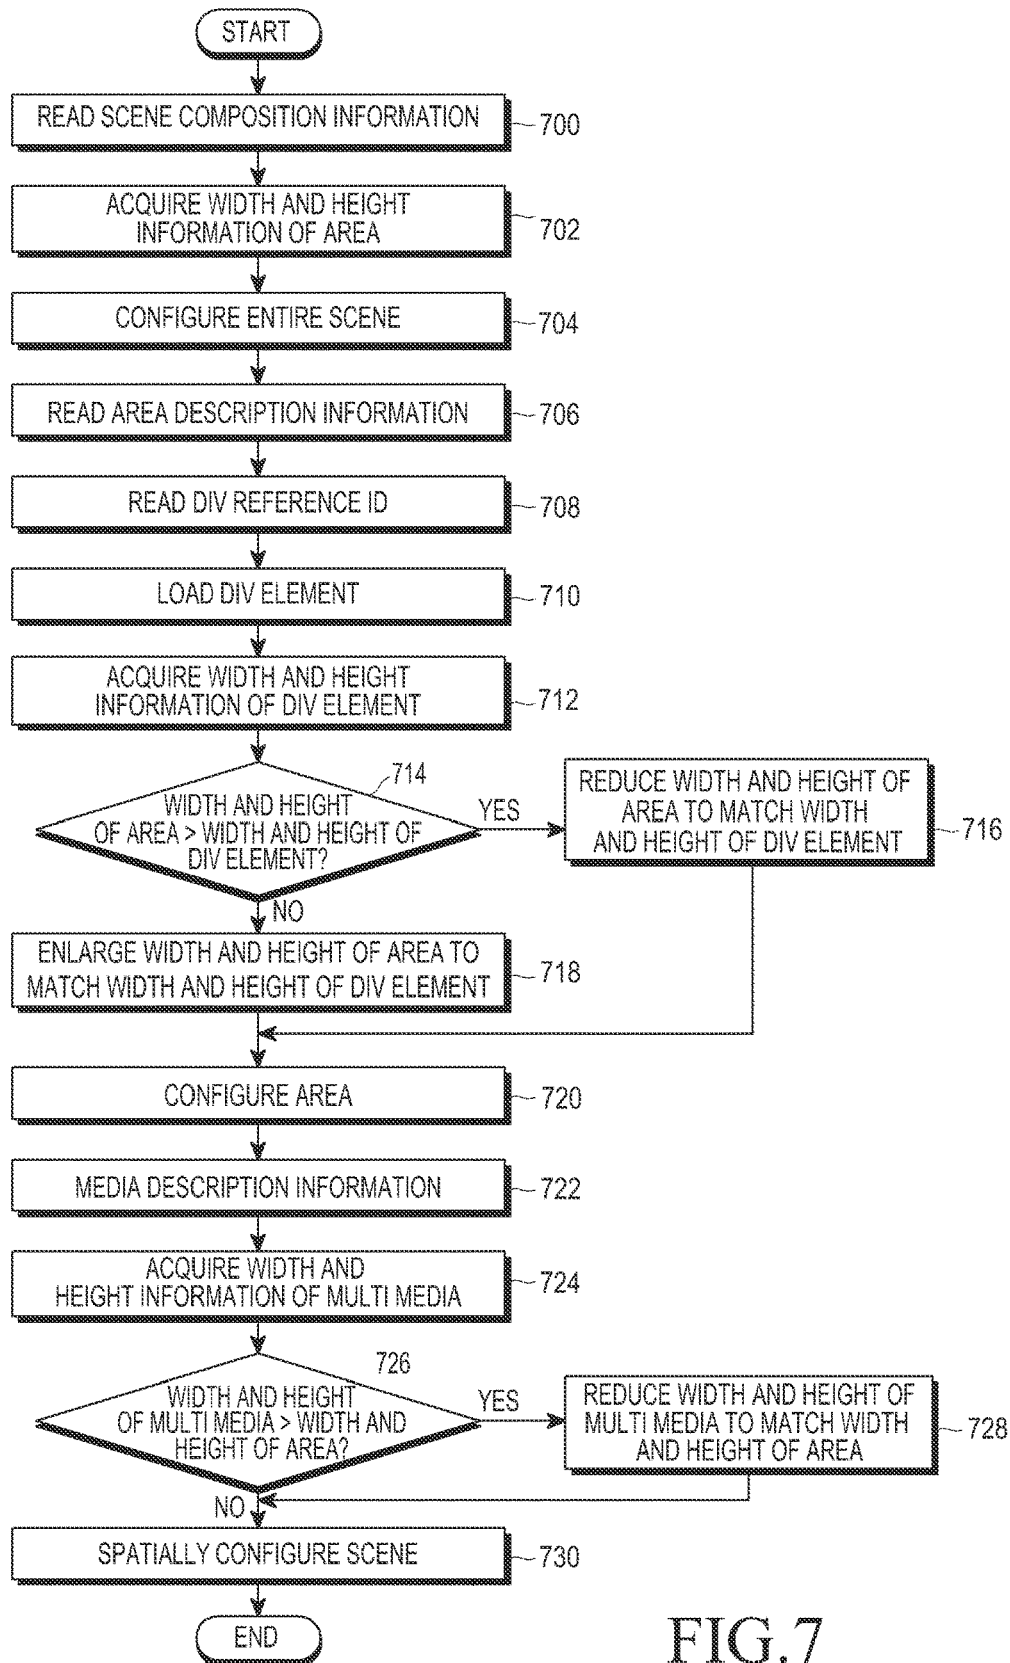 START
READ SCENE COMPOSITION INFORMATION
700
ACQUIRE WIDTH AND HEIGHT
INFORMATION OF AREA
702
CONFIGURE ENTIRE SCENE
704
READ AREA DESCRIPTION INFORMATION
706
READ DIV REFERENCE ID
708
LOAD DIV ELEMENT
710
ACQUIRE WIDTH AND HEIGHT
INFORMATION OF DIV ELEMENT
712
714
WIDTH AND HEIGHT
OF AREA > WIDTH AND HEIGHT OF
DIV ELEMENT?
YES
REDUCE WIDTH AND HEIGHT OF
AREA TO MATCH WIDTH
AND HEIGHT OF DIV ELEMENT
716
NO
ENLARGE WIDTH AND HEIGHT OF AREA TO
MATCH WIDTH AND HEIGHT OF DIV ELEMENT
718
CONFIGURE AREA
720
MEDIA DESCRIPTION INFORMATION
722
ACQUIRE WIDTH AND
HEIGHT INFORMATION OF MULTI MEDIA
724
726
WIDTH AND HEIGHT
OF MULTI MEDIA > WIDTH AND
HEIGHT OF AREA?
YES
REDUCE WIDTH AND HEIGHT OF
MULTI MEDIA TO MATCH WIDTH
AND HEIGHT OF AREA
728
NO
SPATIALLY CONFIGURE SCENE
730
END
FIG.7